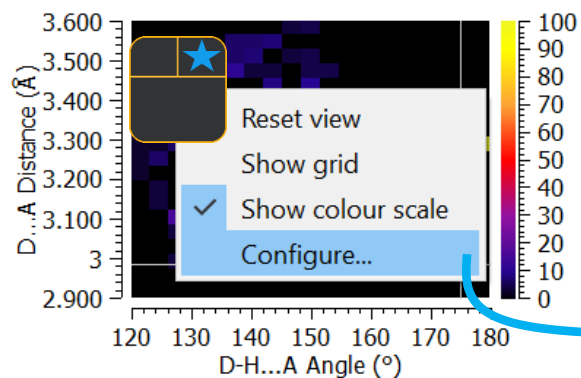 3.600
3.500
3.400
3.300
3.200
3.100
3
2.900
D...A Distance (Å)
Reset view
Show grid
Show colour scale
Configure...
100
90
80
70
60
50
40
30
20
10
0
120 130 140 150 160 170 180
D-H...A Angle (°)